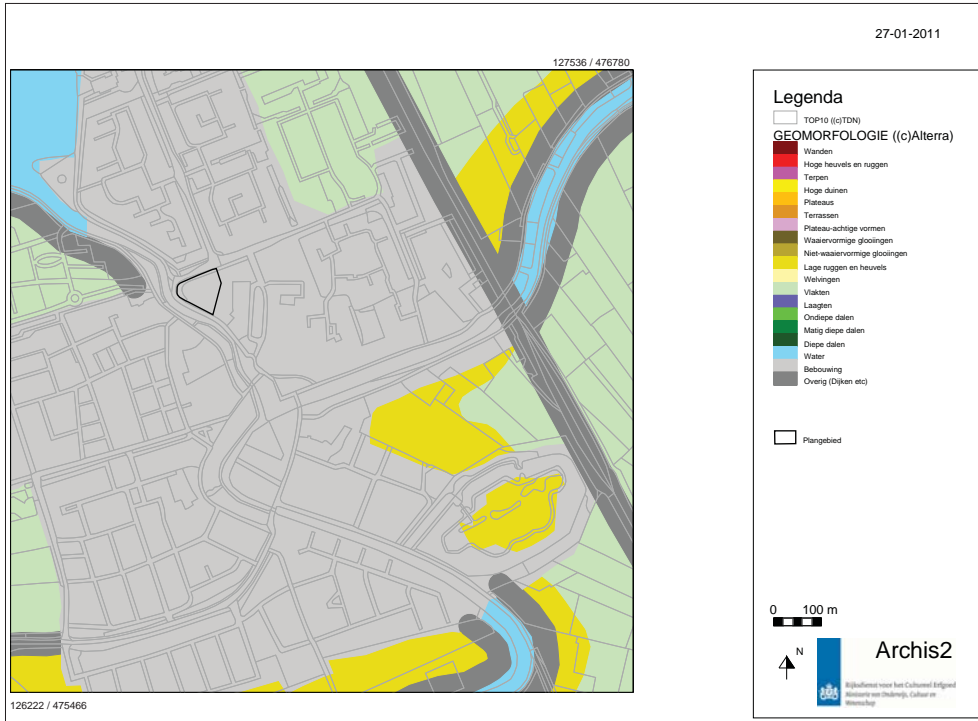 27-01-2011
127536 / 476780
Legenda
TOP10 ((c)TDN)
GEOMORFOLOGIE ((c)Alterra)
Wanden
Hoge heuvels en ruggen
Terpen
Hoge duinen
Plateaus
Terrassen
Plateau-achtige vormen
Waaiervormige glooiingen
Niet-waaiervormige glooiingen
Lage ruggen en heuvels
Welvingen
Vlakten
Laagten
Ondiepe dalen
Matig diepe dalen
Diepe dalen
Water
Bebouwing
Overig (Dijken etc)
Plangebied
0 100 m
N
Archis2
Rijksdienst voor het Cultureel Erfgoed
Ministerie van Onderwijs, Cultuur en
Wetenschap
126222 / 475466